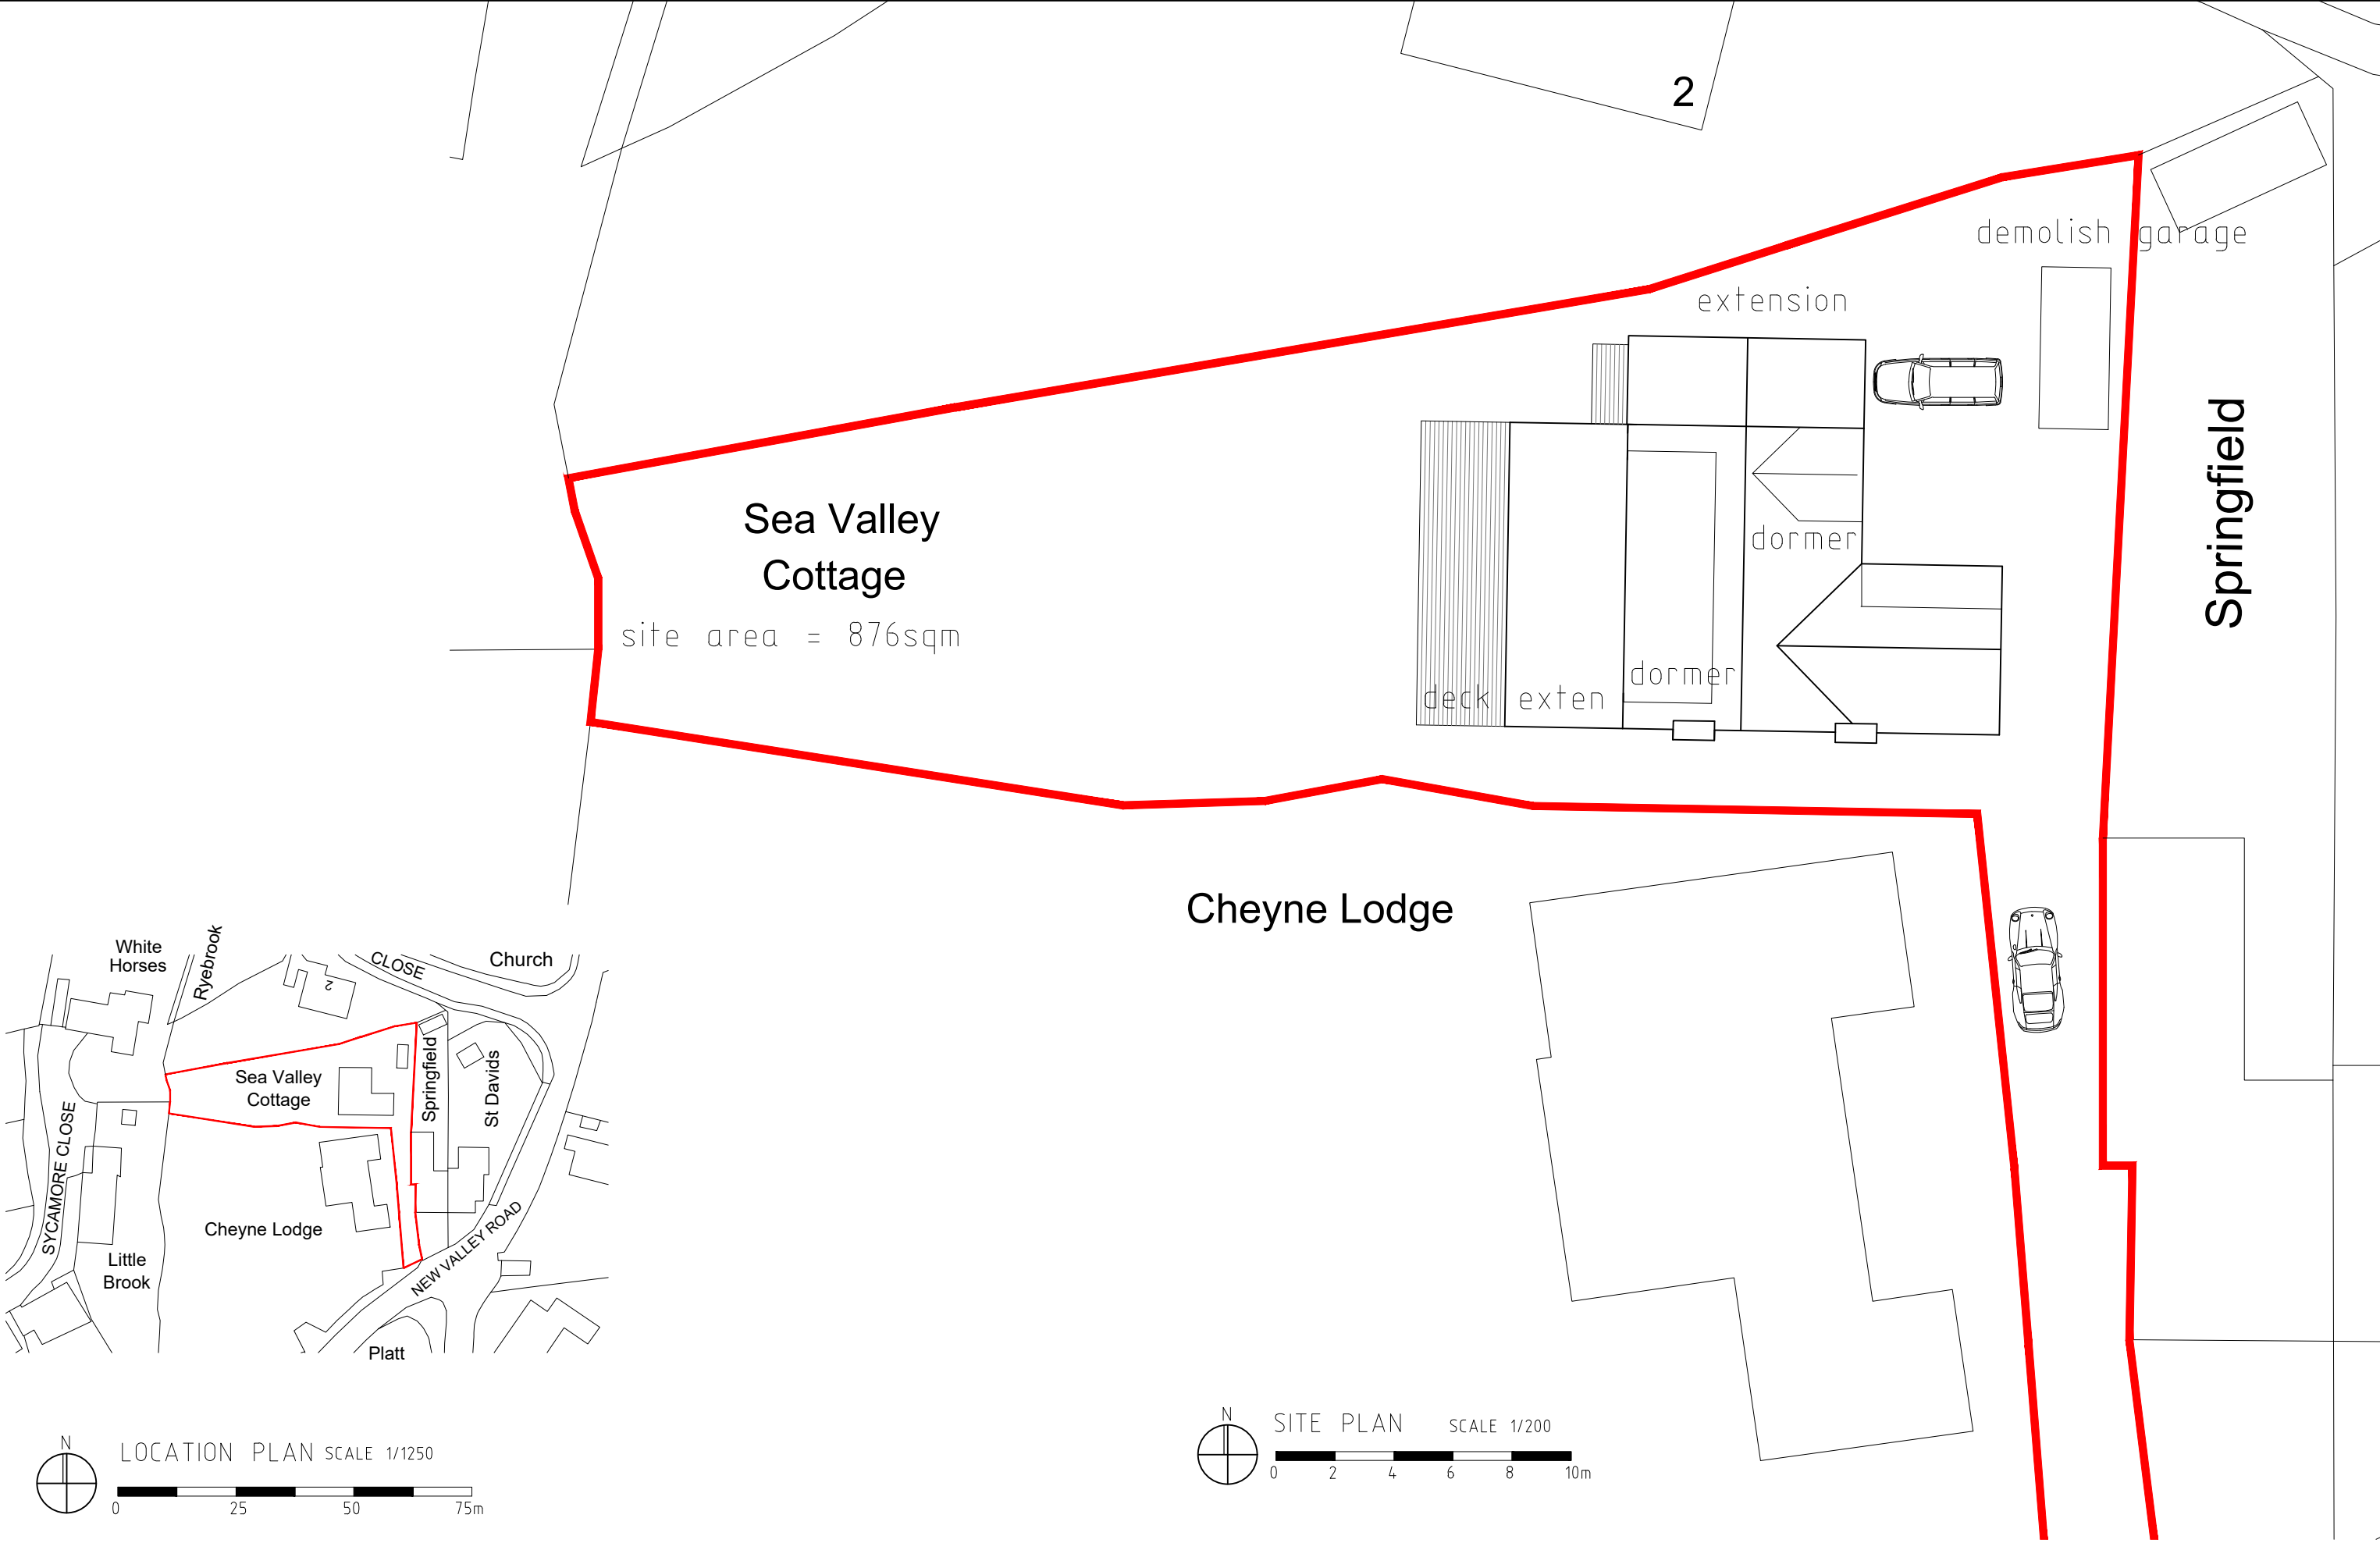 2
demolish garage
extension
Springfield
Sea Valley
Cottage
site area = 876sqm
dormer
dormer
deck exten
Cheyne Lodge
White
Horses
Ryebrook
CLOSE
Church
2
Sea Valley
Cottage
Springfield
St Davids
SYCAMORE CLOSE
Cheyne Lodge
Little
Brook
NEW VALLEY ROAD
Platt
N
LOCATION PLAN SCALE 1/1250
0 25 50 75m
N
SITE PLAN SCALE 1/200
0 2 4 6 8 10m